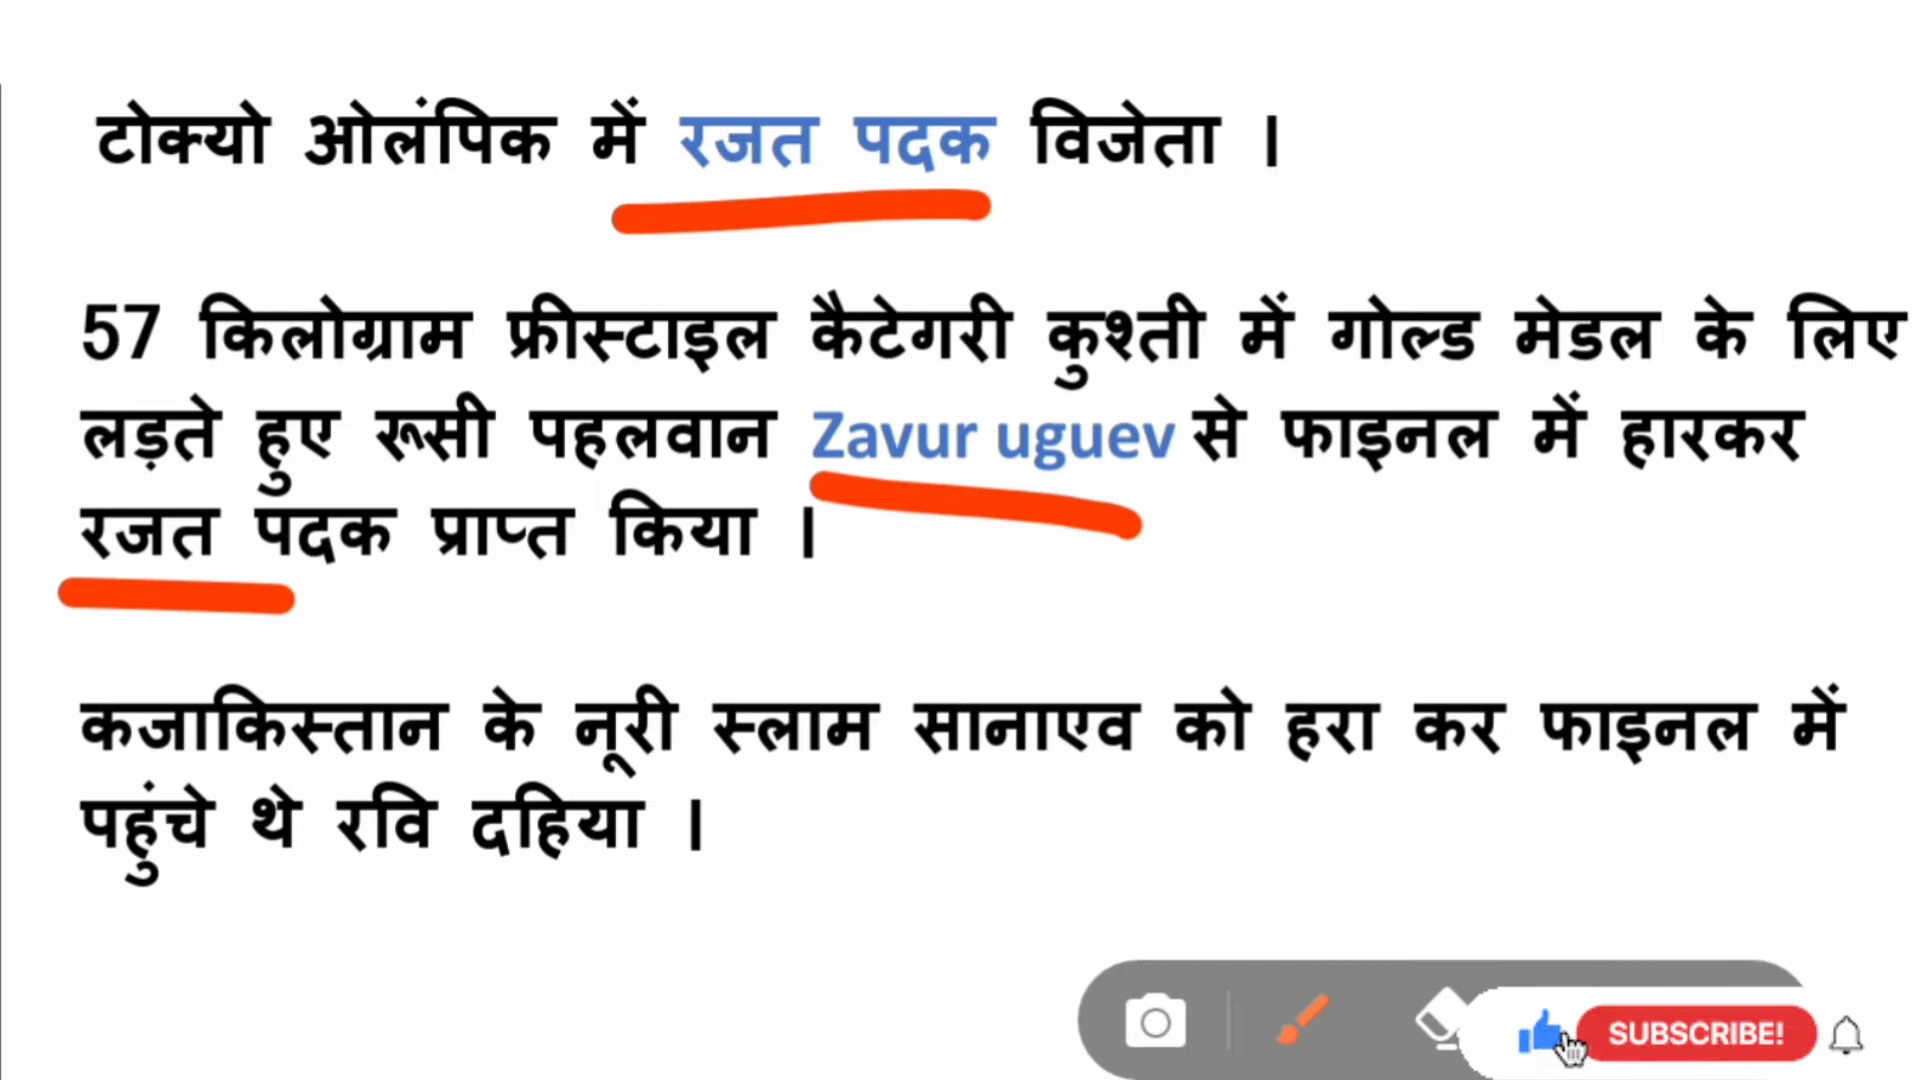 टोक्यो ओलंपिक में रजत पदक विजेता ।
57 किलोग्राम फ्रीस्टाइल कैटेगरी कुश्ती में गोल्ड मेडल के लिए
लड़ते हुए रूसी पहलवान Zavur uguev से फाइनल में हारकर
रजत पदक प्राप्त किया ।
कजाकिस्तान के नूरी स्लाम सानाएव को हरा कर फाइनल में
पहुंचे थे रवि दहिया ।
SUBSCRIBE!